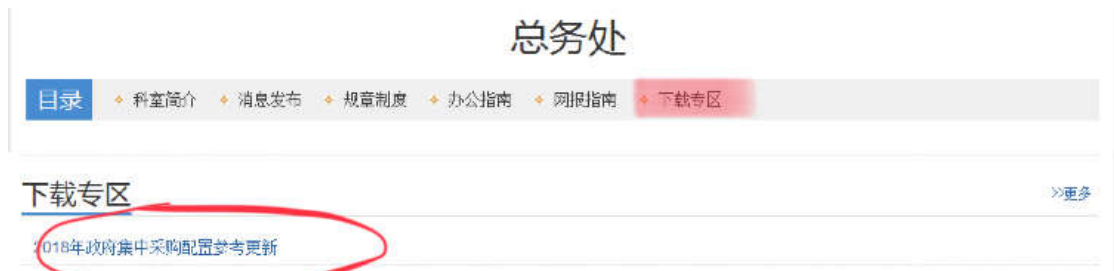 总务处
目录 科室简介 消息发布 规章制度 办公指南 网报指南 下载专区
下载专区 >>更多
2018年政府集中采购配置参考更新